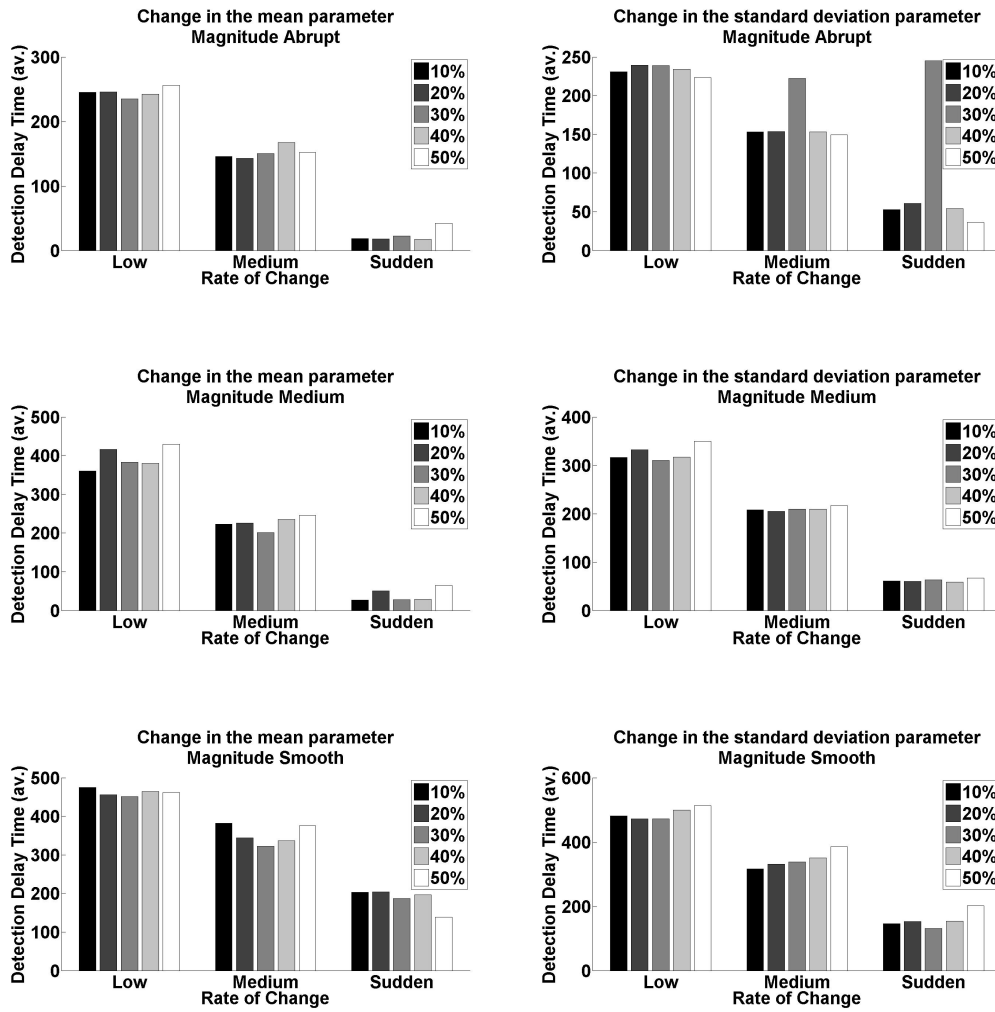 Change in the mean parameter
Magnitude Abrupt
Detection Delay Time (av.)
300
200
100
0
10%
20%
30%
40%
50%
Low
Medium
Sudden
Rate of Change
Change in the standard deviation parameter
Magnitude Abrupt
Detection Delay Time (av.)
250
200
150
100
50
0
10%
20%
30%
40%
50%
Low
Medium
Sudden
Rate of Change
Change in the mean parameter
Magnitude Medium
Detection Delay Time (av.)
500
400
300
200
100
0
10%
20%
30%
40%
50%
Low
Medium
Sudden
Rate of Change
Change in the standard deviation parameter
Magnitude Medium
Detection Delay Time (av.)
400
300
200
100
0
10%
20%
30%
40%
50%
Low
Medium
Sudden
Rate of Change
Change in the mean parameter
Magnitude Smooth
Detection Delay Time (av.)
500
400
300
200
100
0
10%
20%
30%
40%
50%
Low
Medium
Sudden
Rate of Change
Change in the standard deviation parameter
Magnitude Smooth
Detection Delay Time (av.)
600
400
200
0
10%
20%
30%
40%
50%
Low
Medium
Sudden
Rate of Change